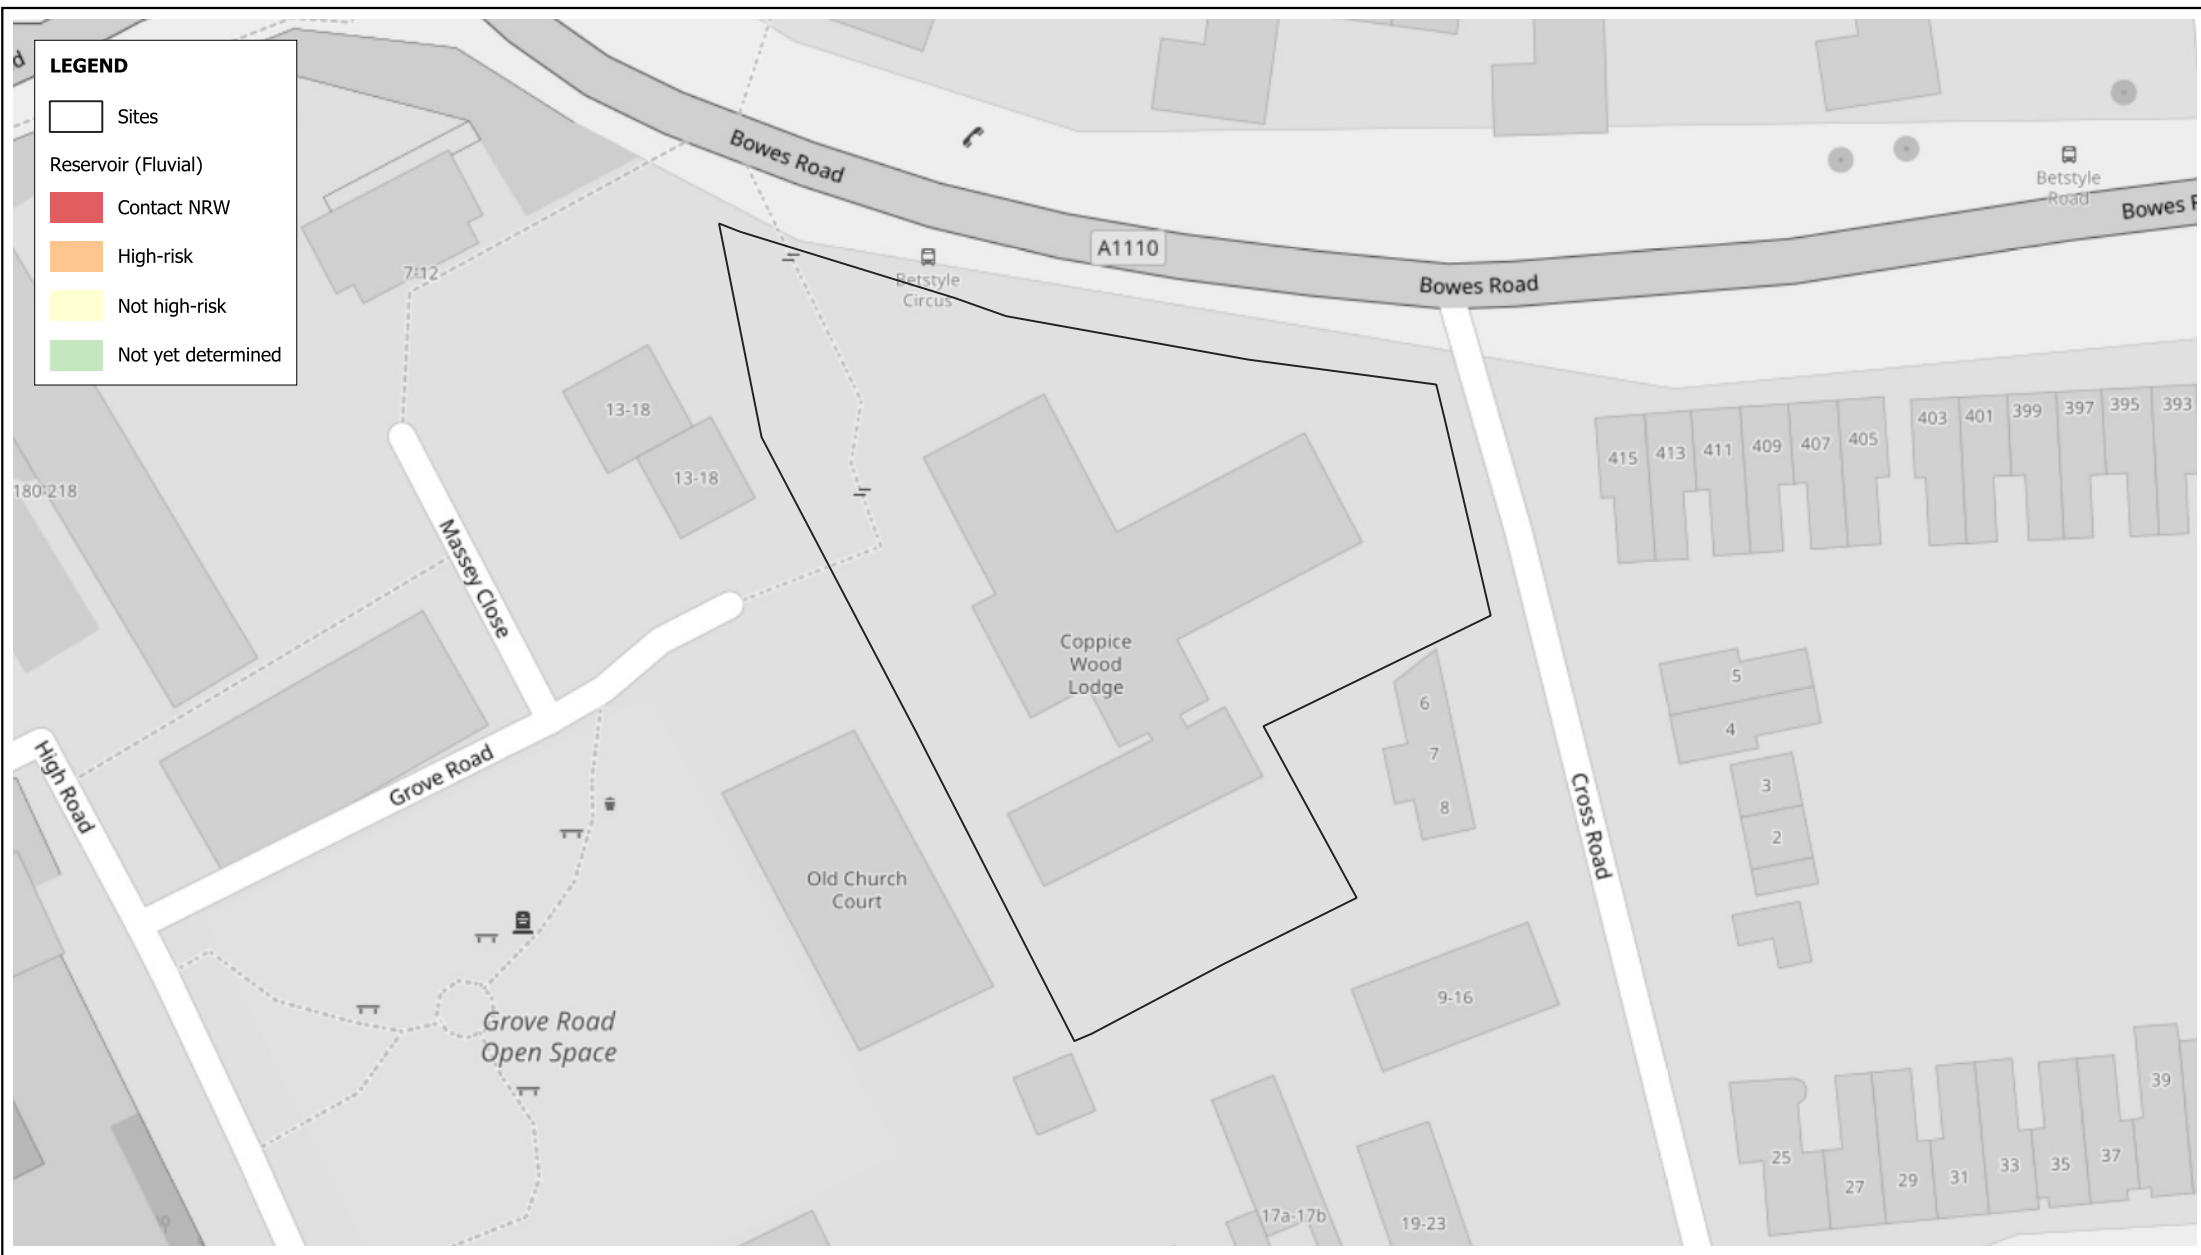 LEGEND
Sites
Reservoir (Fluvial)
Contact NRW
High-risk
Not high-risk
Not yet determined
d
Bowes Road
Betstyle
Road
Bowes R
A1110
Bowes Road
Betstyle
Circus
7-12
13-18
13-18
180-218
Massey Close
415
413
411
409
407
405
403
401
399
397
395
393
Coppice
Wood
Lodge
6
7
8
5
4
3
2
High Road
Grove Road
Cross Road
Old Church
Court
9-16
Grove Road
Open Space
17a-17b
19-23
25
27
29
31
33
35
37
39